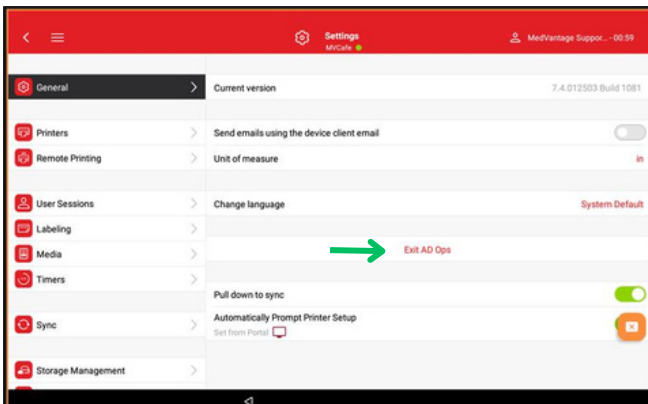 Settings
MVCafe
MedVantage Suppor... - 00:59
General
Current version
7.4.012503 Build 1081
Printers
Send emails using the device client email
Remote Printing
Unit of measure
in
User Sessions
Change language
System Default
Labeling
Media
Exit AD Ops
Timers
Pull down to sync
Sync
Automatically Prompt Printer Setup
Set from Portal
Storage Management